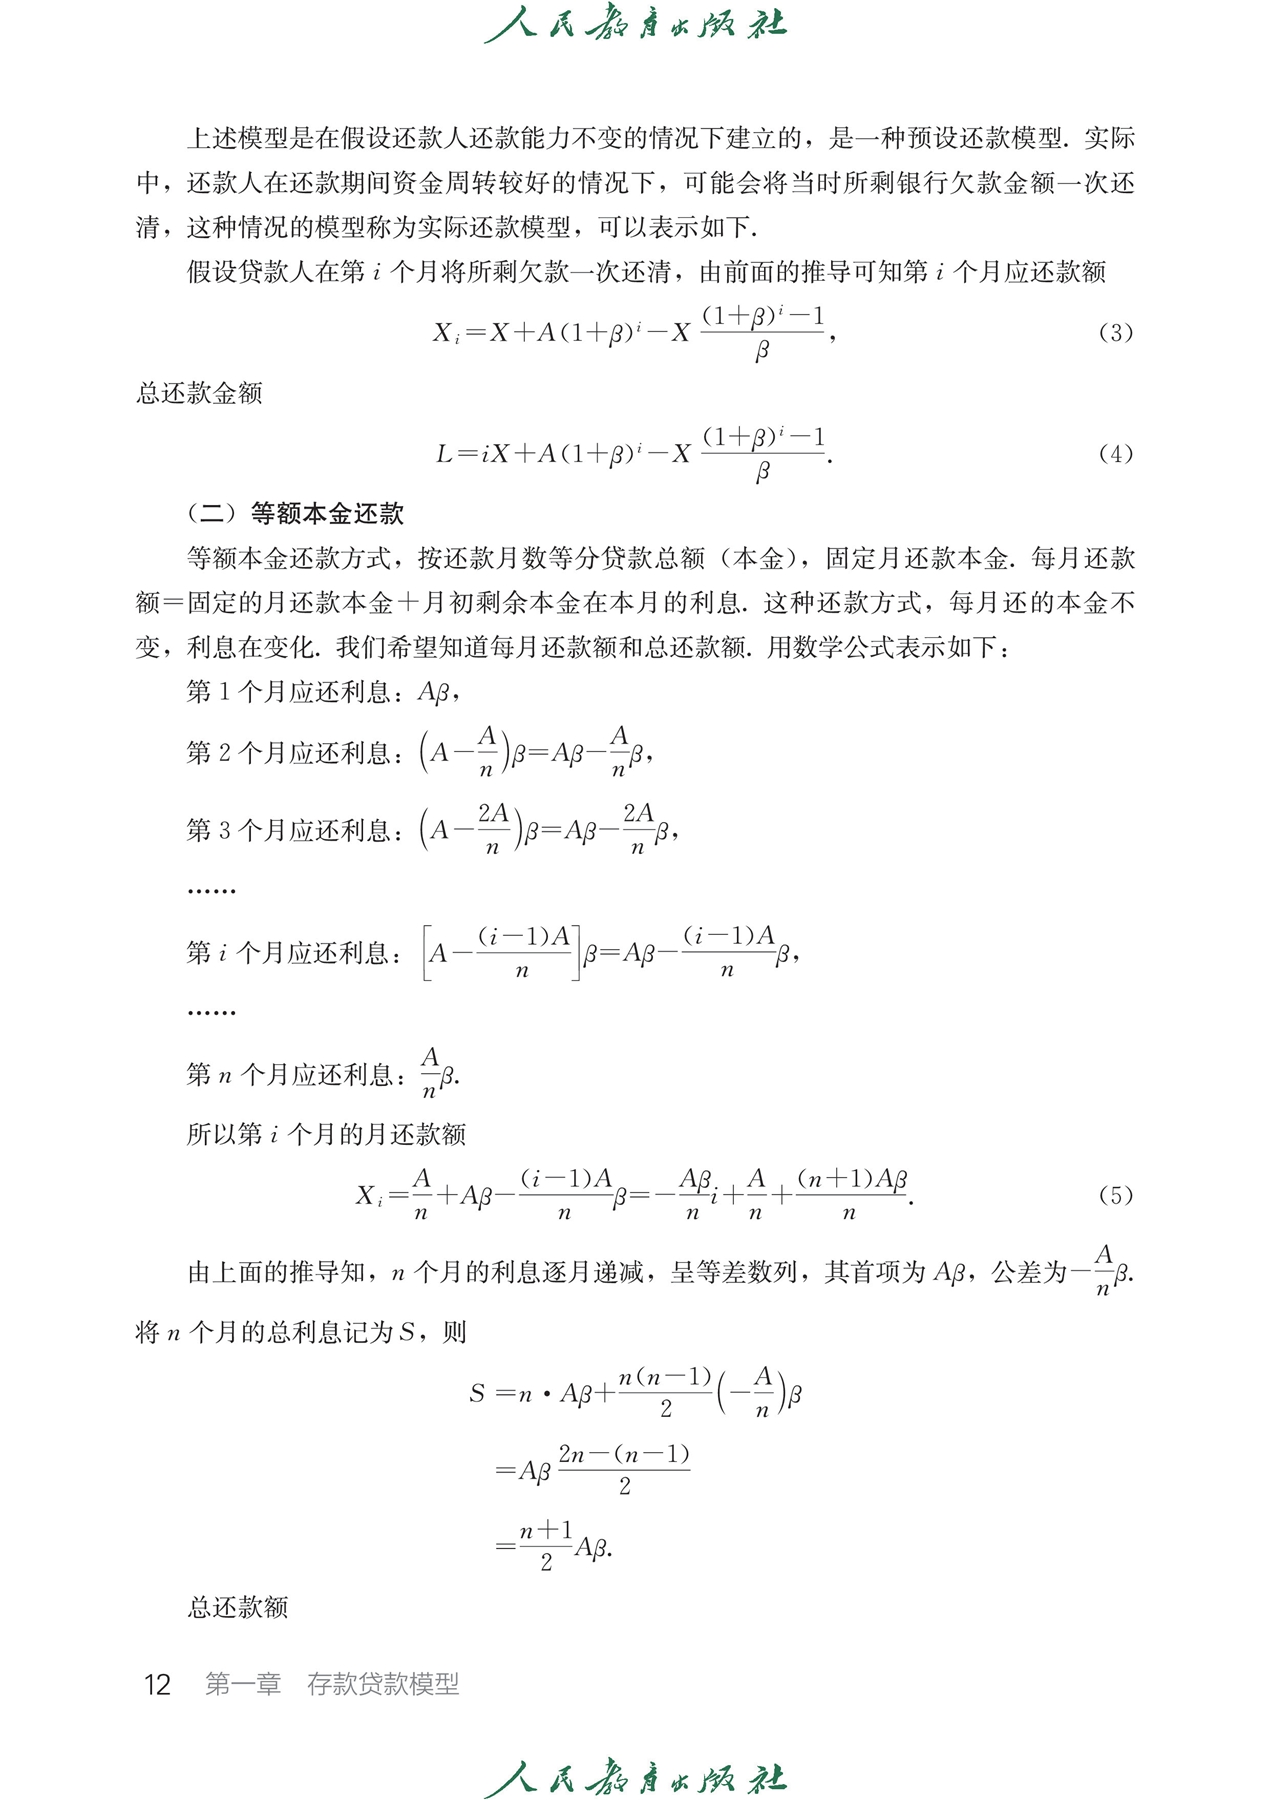 人民教育出版社
上述模型是在假设还款人还款能力不变的情况下建立的，是一种预设还款模型. 实际
中，还款人在还款期间资金周转较好的情况下，可能会将当时所剩银行欠款金额一次还
清，这种情况的模型称为实际还款模型，可以表示如下.
假设贷款人在第 i 个月将所剩欠款一次还清，由前面的推导可知第 i 个月应还款额
$X_i=X+A(1+\beta)^i-X\frac{(1+\beta)^i-1}{\beta}$， (3)
总还款金额
$L=iX+A(1+\beta)^i-X\frac{(1+\beta)^i-1}{\beta}$. (4)
（二）等额本金还款
等额本金还款方式，按还款月数等分贷款总额（本金），固定月还款本金. 每月还款
额＝固定的月还款本金＋月初剩余本金在本月的利息. 这种还款方式，每月还的本金不
变，利息在变化. 我们希望知道每月还款额和总还款额. 用数学公式表示如下：
第 1 个月应还利息：$A\beta$，
第 2 个月应还利息：$\left(A-\frac{A}{n}\right)\beta=A\beta-\frac{A}{n}\beta$，
第 3 个月应还利息：$\left(A-\frac{2A}{n}\right)\beta=A\beta-\frac{2A}{n}\beta$，
……
第 i 个月应还利息：$\left[A-\frac{(i-1)A}{n}\right]\beta=A\beta-\frac{(i-1)A}{n}\beta$，
……
第 n 个月应还利息：$\frac{A}{n}\beta$.
所以第 i 个月的月还款额
$X_i=\frac{A}{n}+A\beta-\frac{(i-1)A}{n}\beta=-\frac{A\beta}{n}i+\frac{A}{n}+\frac{(n+1)A\beta}{n}$. (5)
由上面的推导知，n 个月的利息逐月递减，呈等差数列，其首项为 $A\beta$，公差为$-\frac{A}{n}\beta$.
将 n 个月的总利息记为 S，则
$S=n\cdot A\beta+\frac{n(n-1)}{2}\left(-\frac{A}{n}\right)\beta$
$=A\beta\frac{2n-(n-1)}{2}$
$=\frac{n+1}{2}A\beta$.
总还款额
12 第一章 存款贷款模型
人民教育出版社